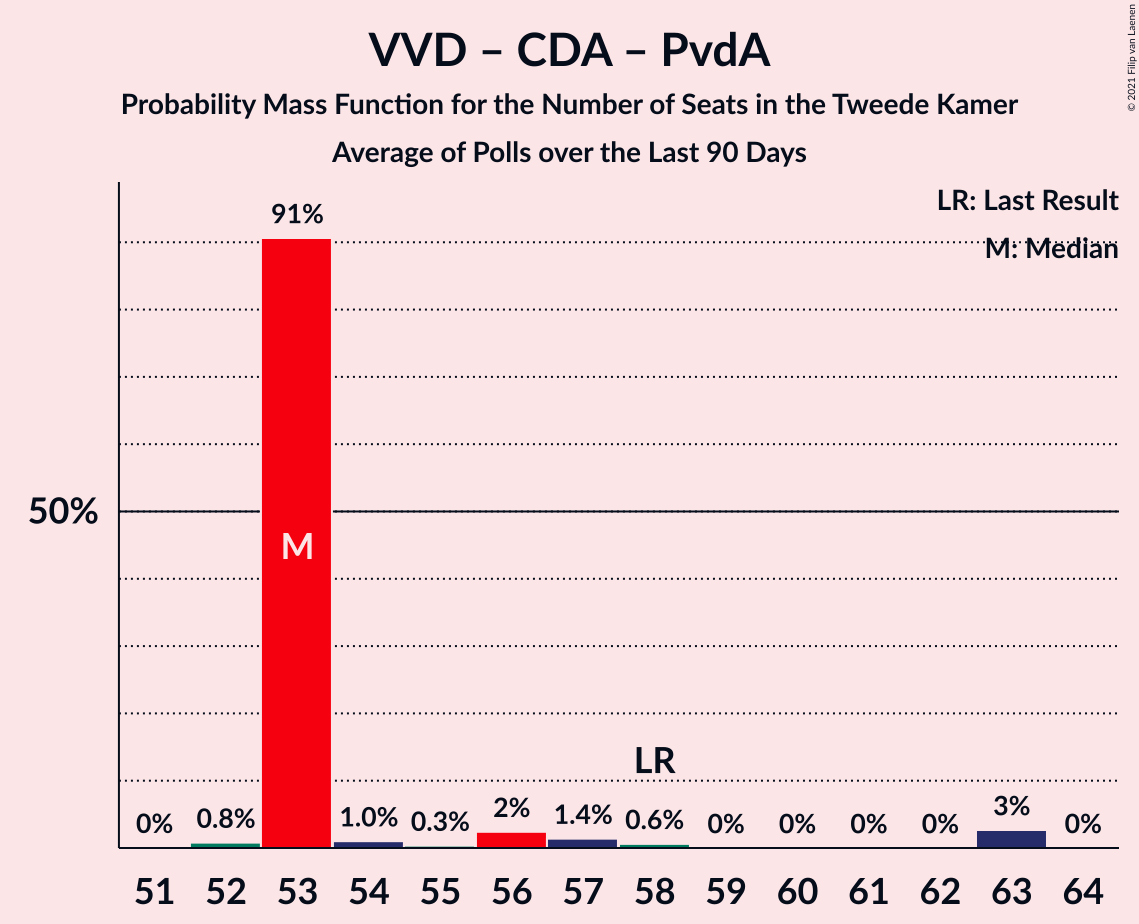 VVD – CDA – PvdA
Probability Mass Function for the Number of Seats in the Tweede Kamer
Average of Polls over the Last 90 Days
© 2021 Filip van Laenen
LR: Last Result
M: Median
91%
50%
M
LR
0% 0.8% 1.0% 0.3% 2% 1.4% 0.6% 0% 0% 0% 0% 3% 0%
51 52 53 54 55 56 57 58 59 60 61 62 63 64